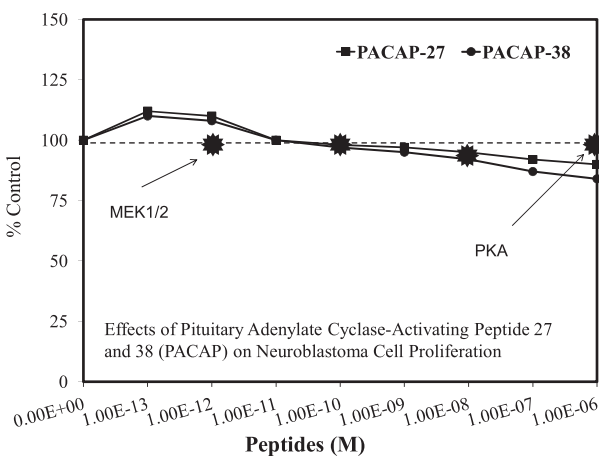 150
125
100
75
50
25
0
% Control
PACAP-27 PACAP-38
MEK1/2
PKA
Effects of Pituitary Adenylate Cyclase-Activating Peptide 27
and 38 (PACAP) on Neuroblastoma Cell Proliferation
0.00E+00 1.00E-13 1.00E-12 1.00E-11 1.00E-10 1.00E-09 1.00E-08 1.00E-07 1.00E-06
Peptides (M)